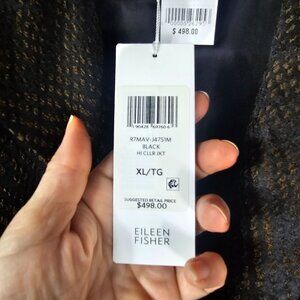 $ 498.00
R7MAV-J4751M
BLACK
HI CLLR JKT
XL/TG
SUGGESTED RETAIL PRICE
$498.00
EILEEN
FISHER